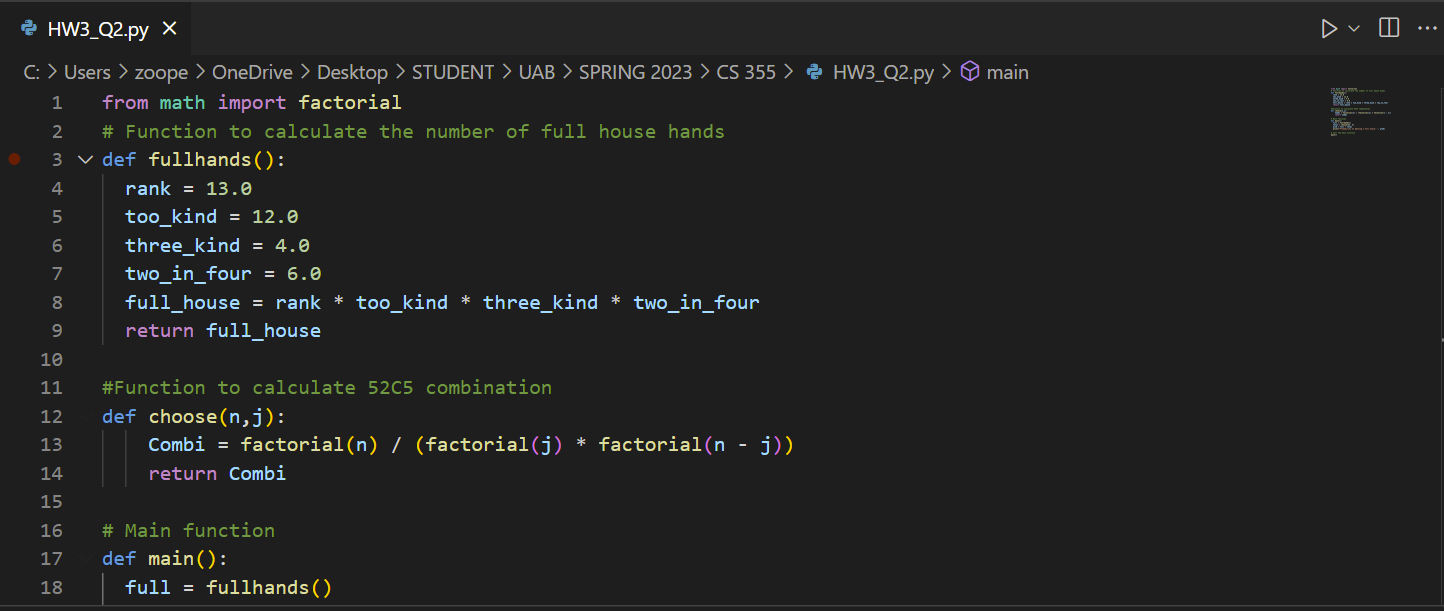 HW3_Q2.py
C: > Users > zoope > OneDrive > Desktop > STUDENT > UAB > SPRING 2023 > CS 355 > HW3_Q2.py > main
1 from math import factorial
2 # Function to calculate the number of full house hands
3 def fullhands():
4   rank = 13.0
5   too_kind = 12.0
6   three_kind = 4.0
7   two_in_four = 6.0
8   full_house = rank * too_kind * three_kind * two_in_four
9   return full_house
10
11 #Function to calculate 52C5 combination
12 def choose(n,j):
13     Combi = factorial(n) / (factorial(j) * factorial(n - j))
14     return Combi
15
16 # Main function
17 def main():
18   full = fullhands()